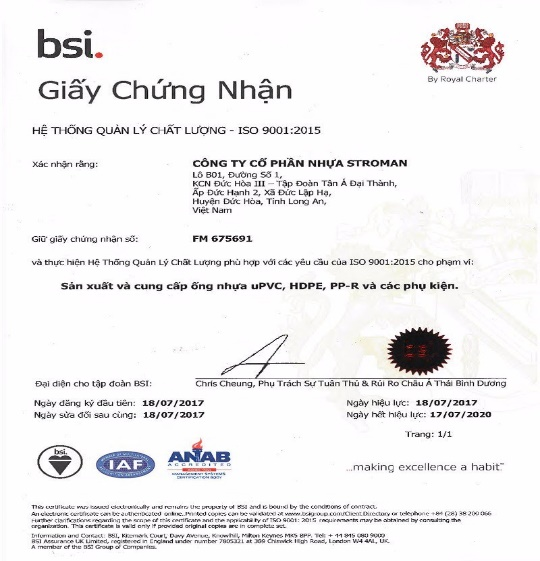 bsi.
By Royal Charter
Giấy Chứng Nhận
HỆ THỐNG QUẢN LÝ CHẤT LƯỢNG - ISO 9001:2015
Xác nhận rằng: CÔNG TY CỔ PHẦN NHỰA STROMAN
Lô B01, Đường Số 1,
KCN Đức Hòa III – Tập Đoàn Tân Á Đại Thành,
Ấp Đức Hạnh 2, Xã Đức Lập Hạ,
Huyện Đức Hòa, Tỉnh Long An,
Việt Nam
Giữ giấy chứng nhận số: FM 675691
và thực hiện Hệ Thống Quản Lý Chất Lượng phù hợp với các yêu cầu của ISO 9001:2015 cho phạm vi:
Sản xuất và cung cấp ống nhựa uPVC, HDPE, PP-R và các phụ kiện.
Đại diện cho tập đoàn BSI: Chris Cheung, Phụ Trách Sự Tuân Thủ & Rủi Ro Châu Á Thái Bình Dương
Ngày đăng ký đầu tiên: 18/07/2017 Ngày hiệu lực: 18/07/2017
Ngày sửa đổi sau cùng: 18/07/2017 Ngày hết hiệu lực: 17/07/2020
Trang: 1/1
bsi IAF ANAB
ACCREDITED
MANAGEMENT SYSTEMS
CERTIFICATION BODY
...making excellence a habit™
This certificate was issued electronically and remains the property of BSI and is bound by the conditions of contract.
An electronic certificate can be authenticated online. Printed copies can be validated at www.bsigroup.com/ClientDirectory or telephone +84 (28) 38 200 066.
Further clarifications regarding the scope of this certificate and the applicability of ISO 9001: 2015 requirements may be obtained by consulting the
organization. This certificate is valid only if provided original copies are in complete set.
Information and Contact: BSI, Kitemark Court, Davy Avenue, Knowlhill, Milton Keynes MK5 8PP. Tel: + 44 845 080 9000
BSI Assurance UK Limited, registered in England under number 7805321 at 389 Chiswick High Road, London W4 4AL, UK.
A member of the BSI Group of Companies.